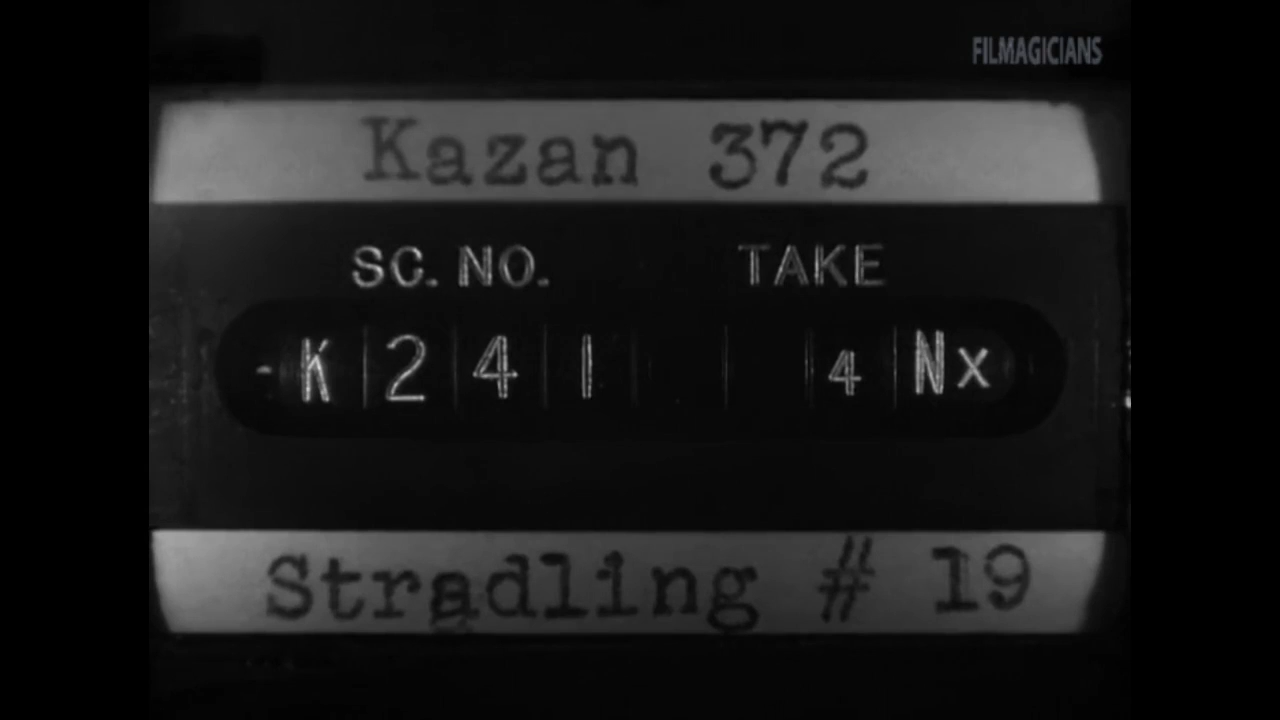 FILMAGICIANS
Kazan 372
SC. NO. TAKE
K 2 4 1 4 Nx
Stradling # 19